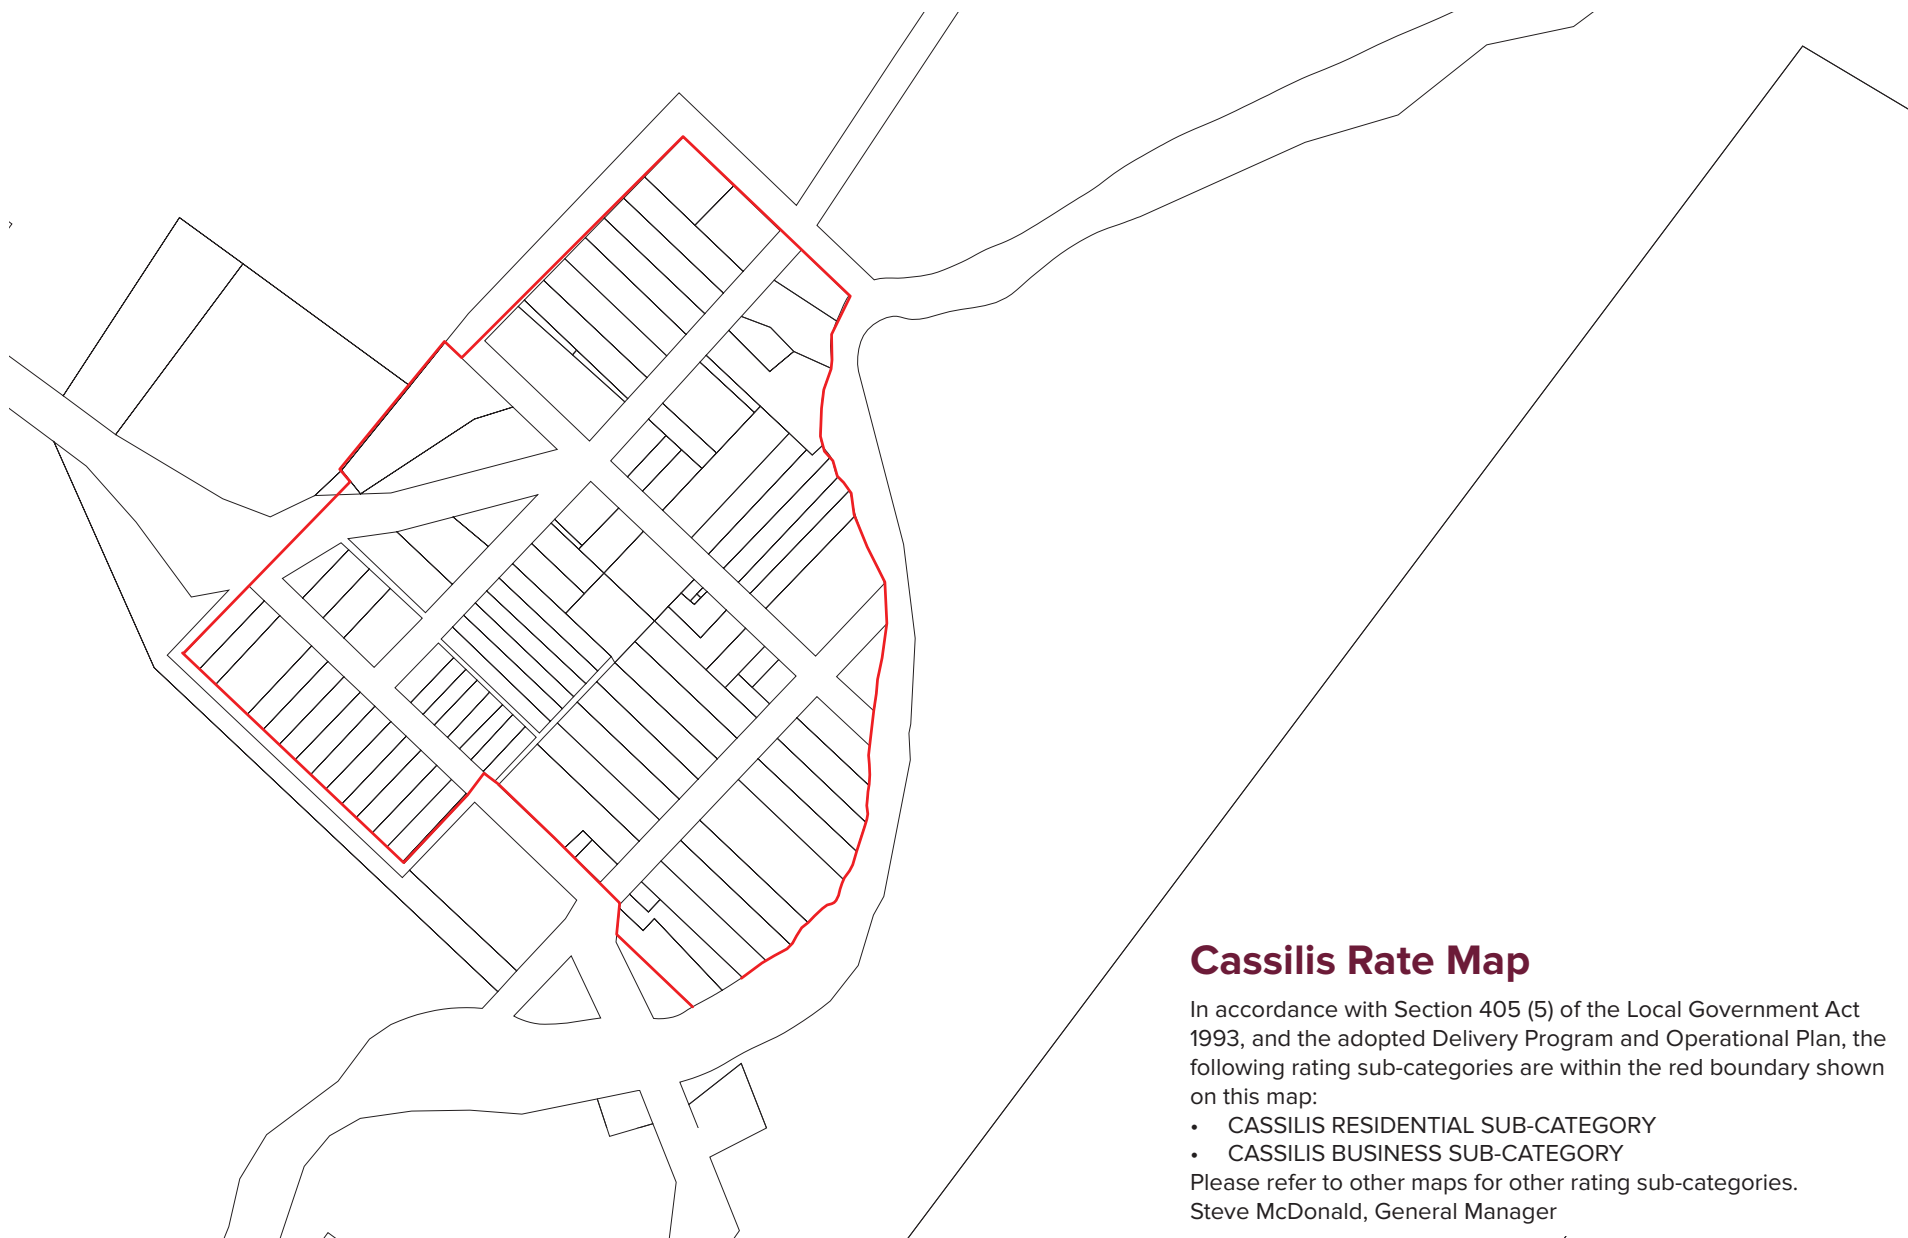 Cassilis Rate Map
In accordance with Section 405 (5) of the Local Government Act
1993, and the adopted Delivery Program and Operational Plan, the
following rating sub-categories are within the red boundary shown
on this map:
• CASSILIS RESIDENTIAL SUB-CATEGORY
• CASSILIS BUSINESS SUB-CATEGORY
Please refer to other maps for other rating sub-categories.
Steve McDonald, General Manager